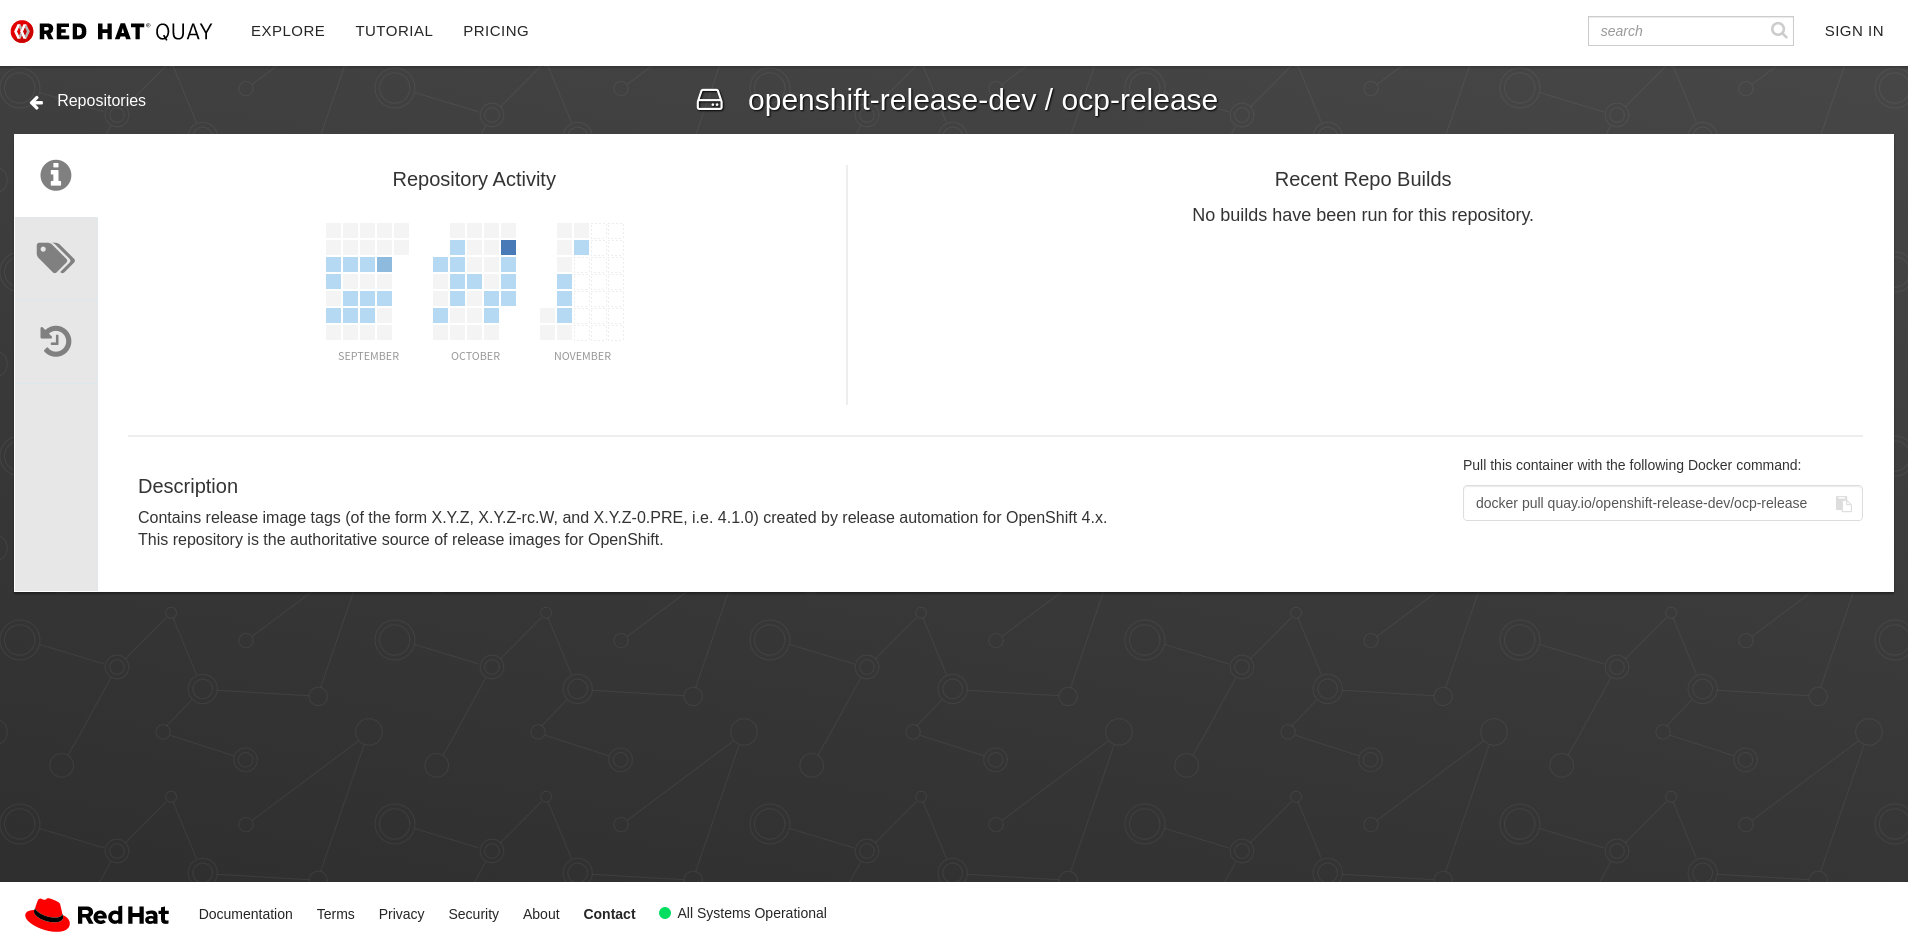 RED HAT® QUAY
EXPLORE
TUTORIAL
PRICING
search
SIGN IN
Repositories
openshift-release-dev / ocp-release
Repository Activity
SEPTEMBER
OCTOBER
NOVEMBER
Recent Repo Builds
No builds have been run for this repository.
Description
Contains release image tags (of the form X.Y.Z, X.Y.Z-rc.W, and X.Y.Z-0.PRE, i.e. 4.1.0) created by release automation for OpenShift 4.x.
This repository is the authoritative source of release images for OpenShift.
Pull this container with the following Docker command:
docker pull quay.io/openshift-release-dev/ocp-release
Red Hat
Documentation
Terms
Privacy
Security
About
Contact
All Systems Operational